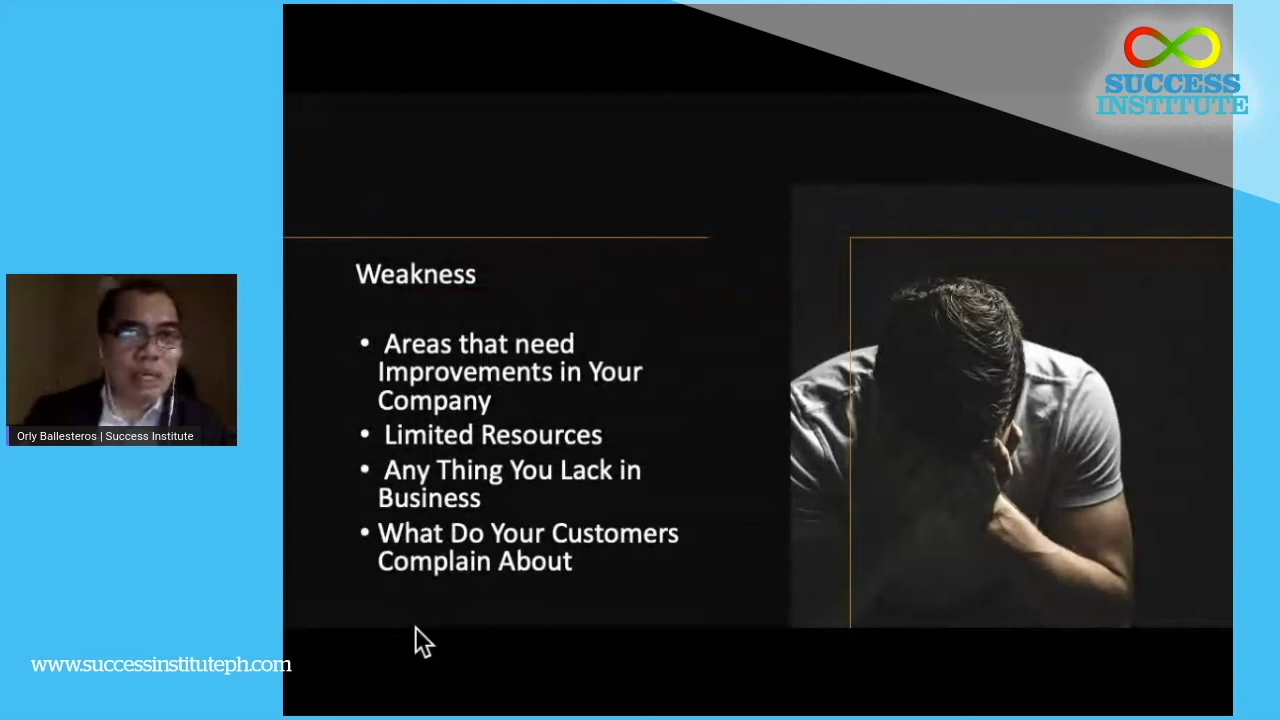 SUCCESS
INSTITUTE
Weakness
• Areas that need
Improvements in Your
Company
• Limited Resources
• Any Thing You Lack in
Business
• What Do Your Customers
Complain About
Orly Ballesteros | Success Institute
www.successinstituteph.com